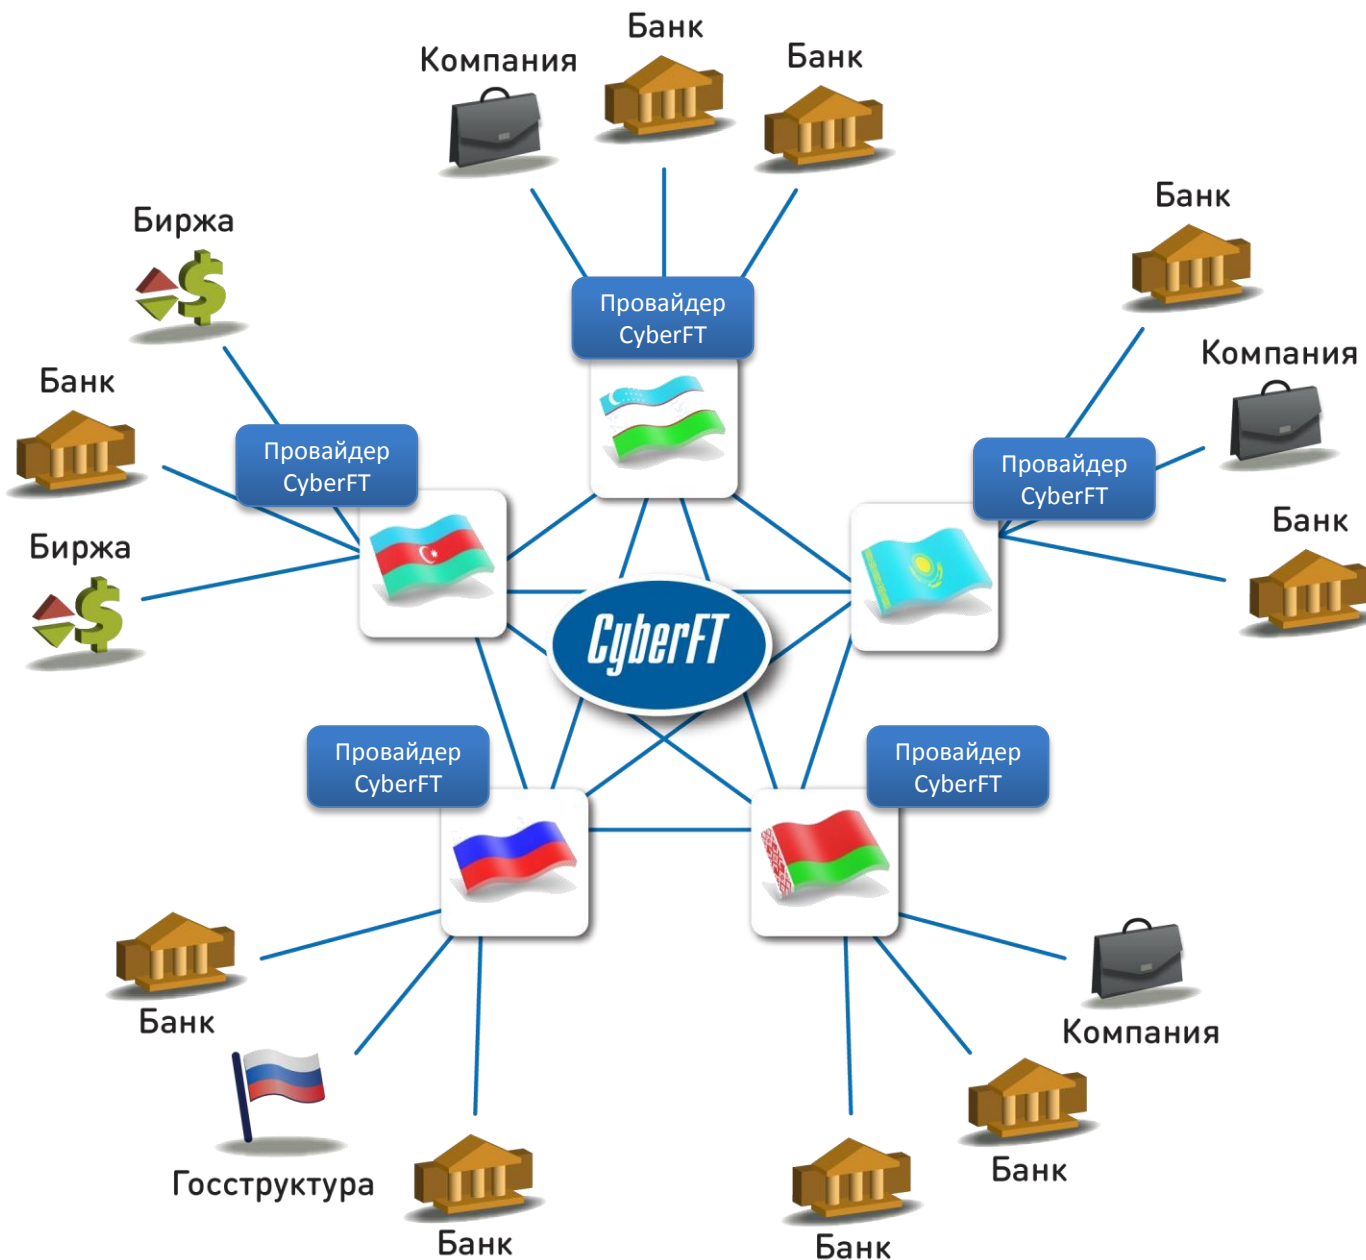 Банк
Компания
Банк
Банк
Биржа
Провайдер
CyberFT
Компания
Банк
Провайдер
CyberFT
Провайдер
CyberFT
Банк
Биржа
CyberFT
Провайдер
CyberFT
Провайдер
CyberFT
Банк
Компания
Госструктура
Банк
Банк
Банк